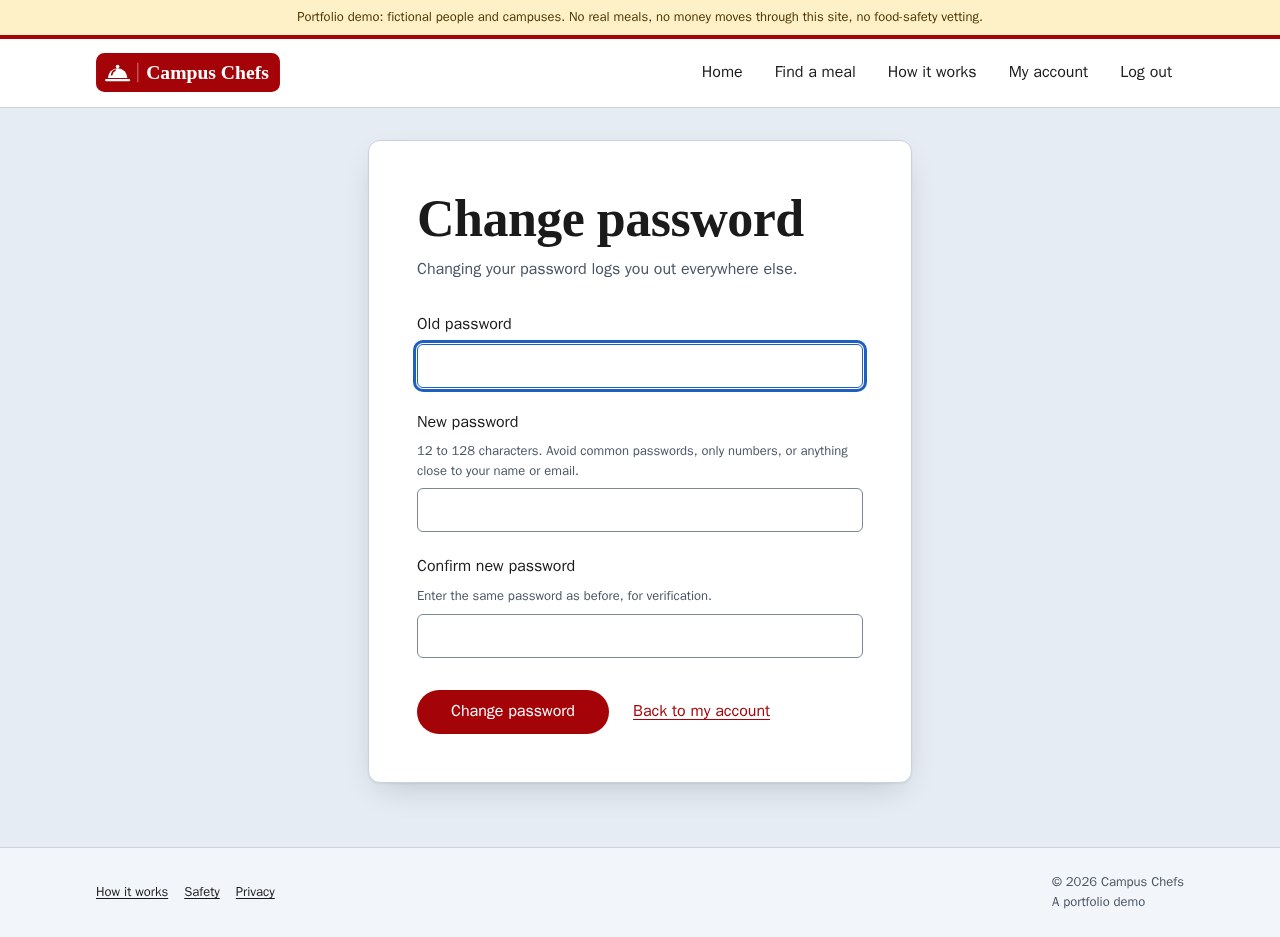 Portfolio demo: fictional people and campuses. No real meals, no money moves through this site, no food-safety vetting.
Campus Chefs
Home
Find a meal
How it works
My account
Log out
Change password
Changing your password logs you out everywhere else.
Old password
New password
12 to 128 characters. Avoid common passwords, only numbers, or anything
close to your name or email.
Confirm new password
Enter the same password as before, for verification.
Change password
Back to my account
How it works
Safety
Privacy
© 2026 Campus Chefs
A portfolio demo